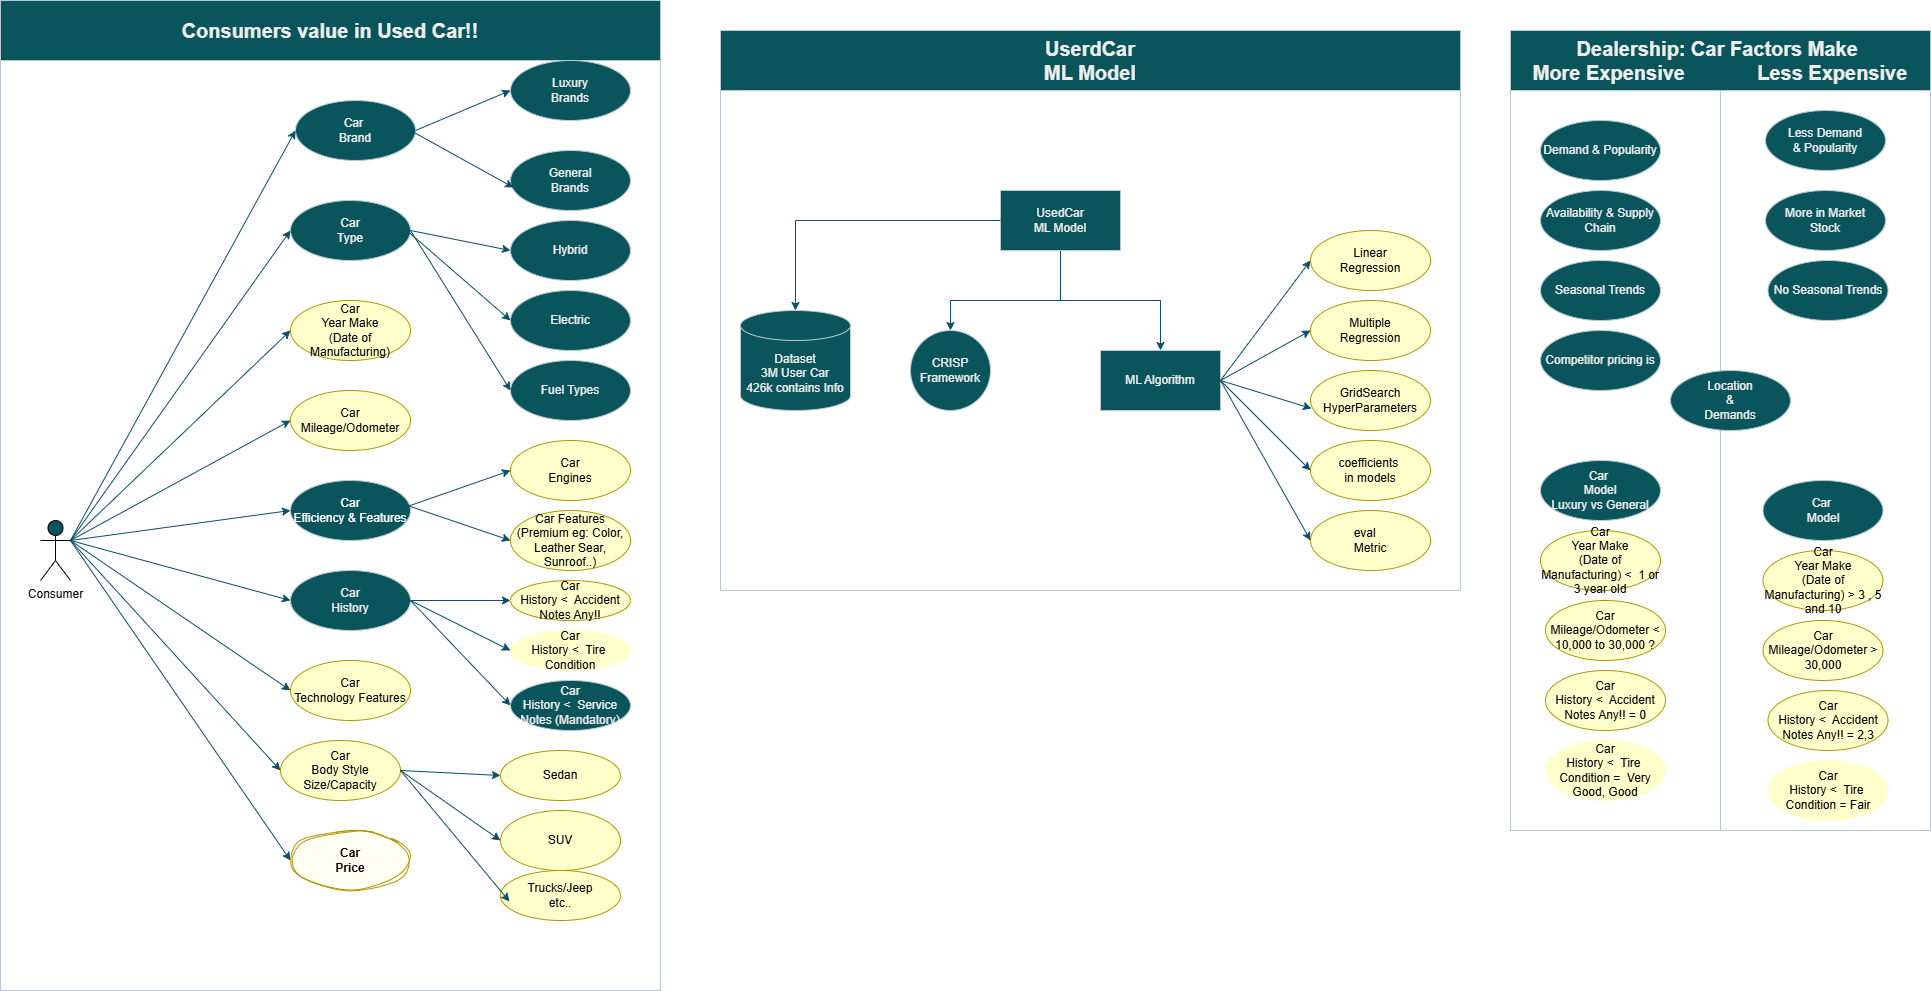 Consumers value in Used Car!!
Car
Brand
Luxury
Brands
General
Brands
Car
Type
Hybrid
Electric
Fuel Types
Car
Year Make
(Date of
Manufacturing)
Car
Mileage/Odometer
Car
Efficiency & Features
Car
Engines
Car Features
(Premium eg: Color,
Leather Sear,
Sunroof..)
Car
History
Car
History < Accident
Notes Any!!
Car
History < Tire
Condition
Car
History < Service
Notes (Mandatory)
Car
Technology Features
Car
Body Style
Size/Capacity
Sedan
SUV
Trucks/Jeep
etc..
Car
Price
Consumer
UserdCar
ML Model
UsedCar
ML Model
Dataset
3M User Car
426k contains Info
CRISP
Framework
ML Algorithm
Linear
Regression
Multiple
Regression
GridSearch
HyperParameters
coefficients
in models
eval
Metric
Dealership: Car Factors Make
More Expensive Less Expensive
Demand & Popularity
Availability & Supply
Chain
Seasonal Trends
Competitor pricing is
Less Demand
& Popularity
More in Market
Stock
No Seasonal Trends
Location
&
Demands
Car
Model
Luxury vs General
Car
Year Make
(Date of
Manufacturing) < 1 or
3 year old
Car
Mileage/Odometer <
10,000 to 30,000 ?
Car
History < Accident
Notes Any!! = 0
Car
History < Tire
Condition = Very
Good, Good
Car
Model
Car
Year Make
(Date of
Manufacturing) > 3 , 5
and 10
Car
Mileage/Odometer >
30,000
Car
History < Accident
Notes Any!! = 2,3
Car
History < Tire
Condition = Fair